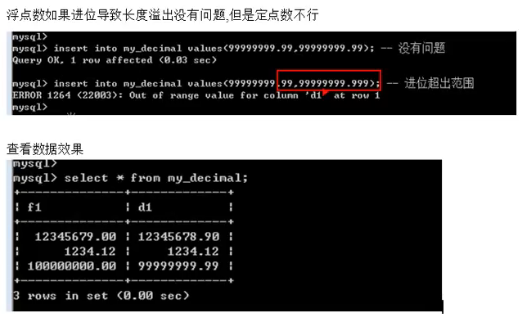 浮点数如果进位导致长度溢出没有问题,但是定点数不行
mysql>
mysql> insert into my_decimal values(99999999.99,99999999.99); -- 没有问题
Query OK, 1 row affected (0.03 sec)
mysql> insert into my_decimal values(99999999.99,99999999.999); -- 进位超出范围
ERROR 1264 (22003): Out of range value for column 'd1' at row 1
mysql>
查看数据效果
mysql>
mysql> select * from my_decimal;
+--------------+-------------+
| f1 | d1 |
+--------------+-------------+
| 12345679.00 | 12345678.90 |
| 1234.12 | 1234.12 |
| 100000000.00 | 99999999.99 |
+--------------+-------------+
3 rows in set (0.00 sec)